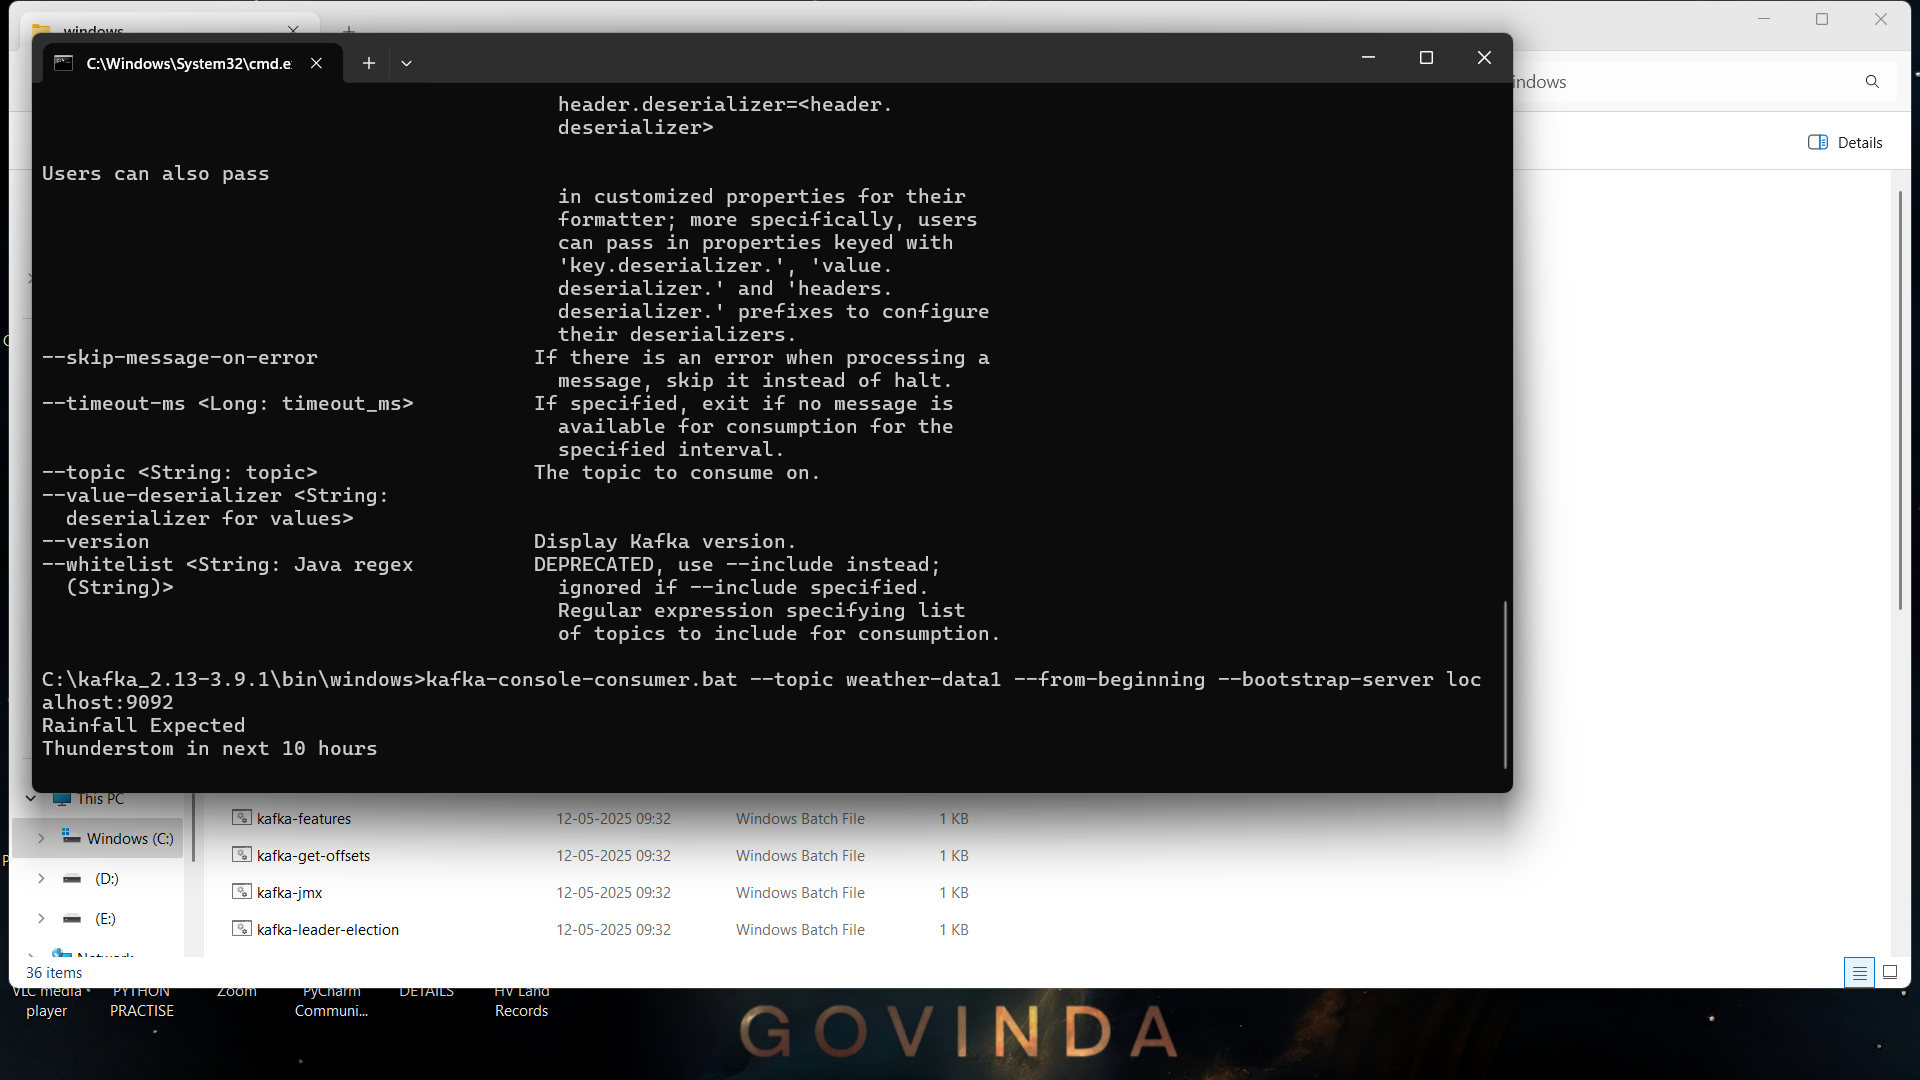 windows
C:\Windows\System32\cmd.e
indows
Details
header.deserializer=<header.
deserializer>
Users can also pass
in customized properties for their
formatter; more specifically, users
can pass in properties keyed with
'key.deserializer.', 'value.
deserializer.' and 'headers.
deserializer.' prefixes to configure
their deserializers.
--skip-message-on-error If there is an error when processing a
message, skip it instead of halt.
--timeout-ms <Long: timeout_ms> If specified, exit if no message is
available for consumption for the
specified interval.
--topic <String: topic> The topic to consume on.
--value-deserializer <String:
deserializer for values>
--version Display Kafka version.
--whitelist <String: Java regex DEPRECATED, use --include instead;
(String)> ignored if --include specified.
Regular expression specifying list
of topics to include for consumption.
C:\kafka_2.13-3.9.1\bin\windows>kafka-console-consumer.bat --topic weather-data1 --from-beginning --bootstrap-server loc
alhost:9092
Rainfall Expected
Thunderstom in next 10 hours
This PC
Windows (C:)
(D:)
(E:)
Network
kafka-features 12-05-2025 09:32 Windows Batch File 1 KB
kafka-get-offsets 12-05-2025 09:32 Windows Batch File 1 KB
kafka-jmx 12-05-2025 09:32 Windows Batch File 1 KB
kafka-leader-election 12-05-2025 09:32 Windows Batch File 1 KB
36 items
VLC media player
PYTHON PRACTISE
Zoom
PyCharm Communi...
DETAILS
HV Land Records
GOVINDA